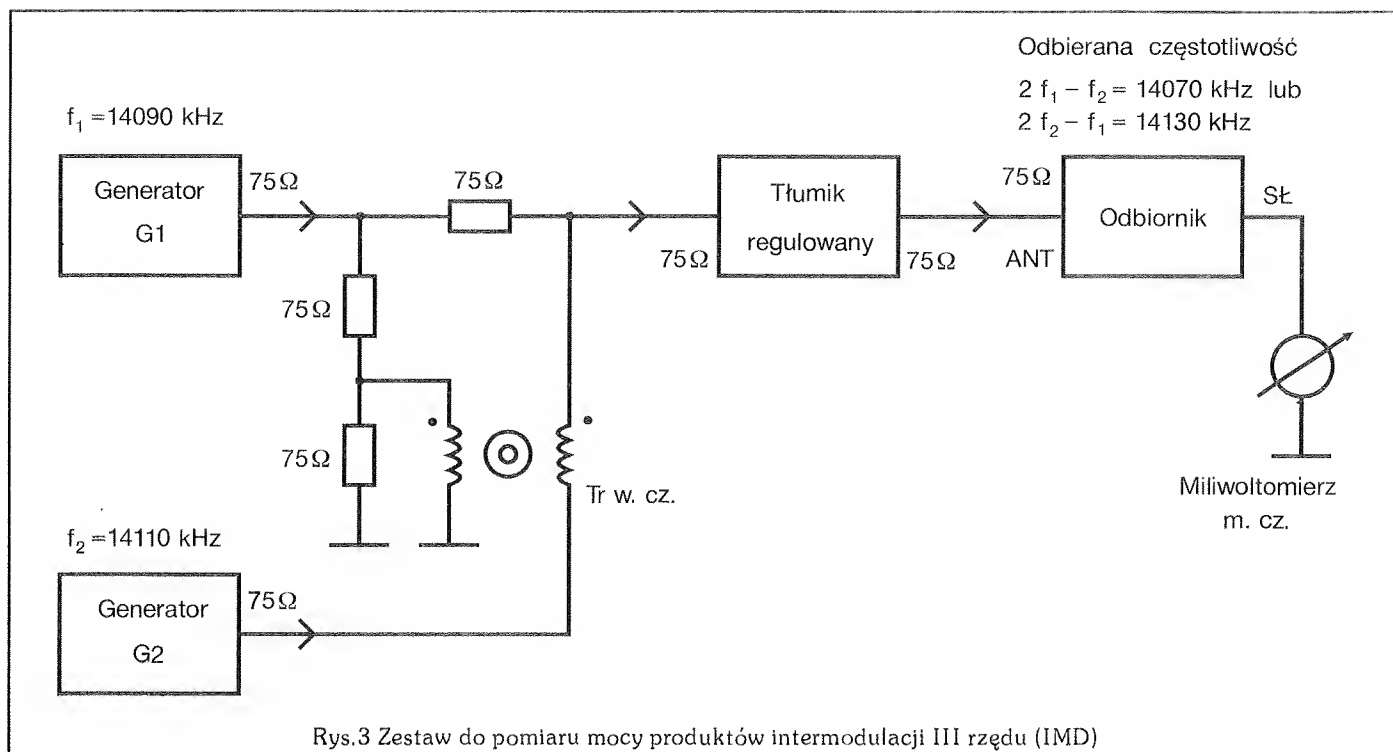 Odbierana częstotliwość
2 f₁ – f₂ = 14070 kHz lub
2 f₂ – f₁ = 14130 kHz
f₁ =14090 kHz
Generator
G1
75Ω
75Ω
75Ω
75Ω
Tłumik
regulowany
75Ω
75Ω
75Ω
ANT
Odbiornik
SŁ
Tr w. cz.
Miliwoltomierz
m. cz.
f₂ =14110 kHz
Generator
G2
75Ω
Rys.3 Zestaw do pomiaru mocy produktów intermodulacji III rzędu (IMD)